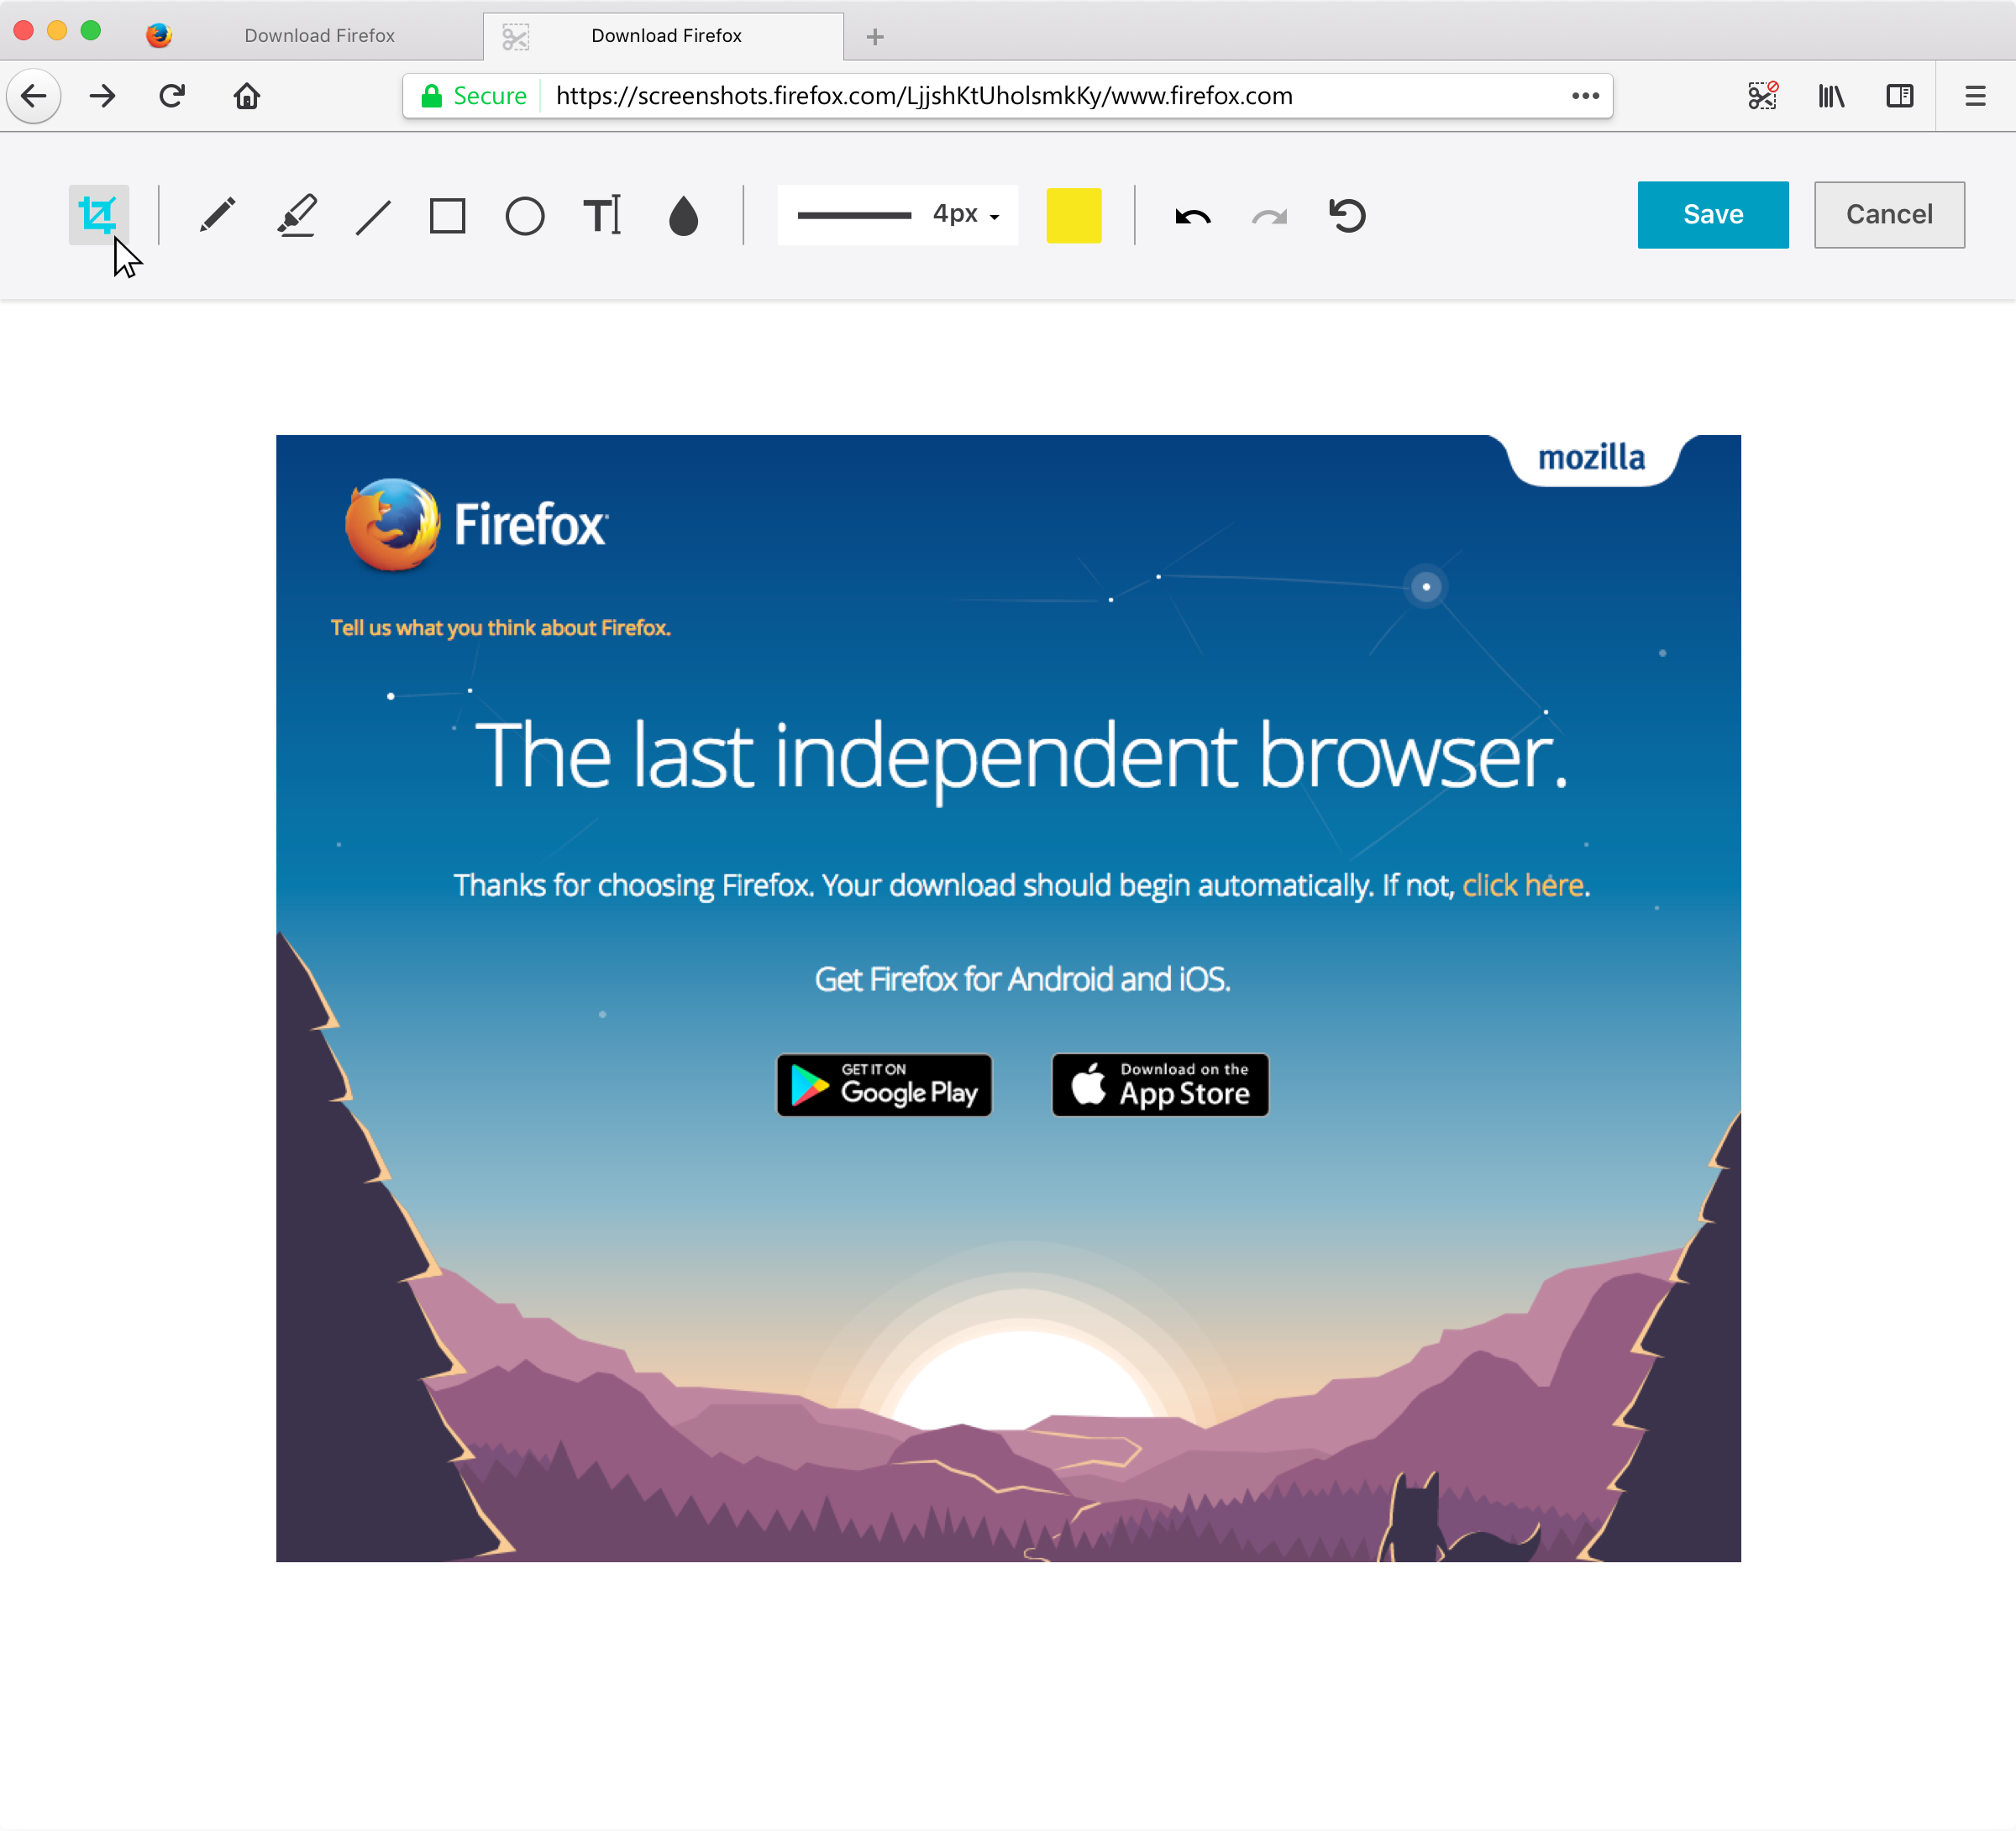 Download Firefox
Download Firefox
Secure
https://screenshots.firefox.com/LjjshKtUholsmkKy/www.firefox.com
4px
Save
Cancel
mozilla
Firefox
Tell us what you think about Firefox.
The last independent browser.
Thanks for choosing Firefox. Your download should begin automatically. If not, click here.
Get Firefox for Android and iOS.
GET IT ON
Google Play
Download on the
App Store